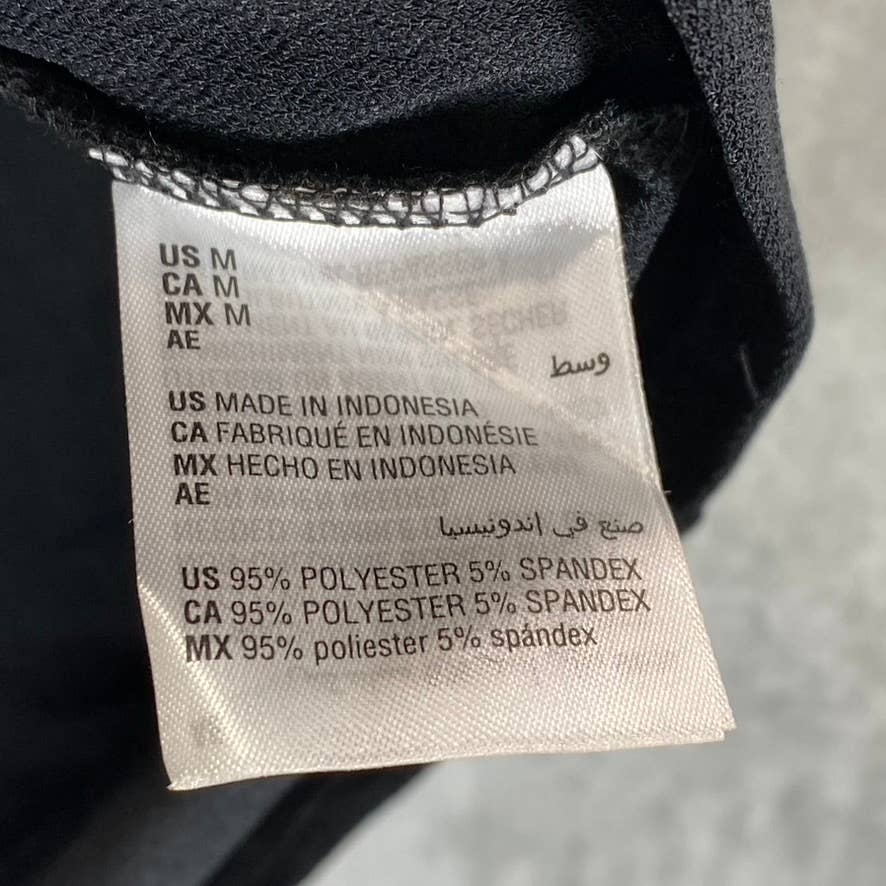 US M
CA M
MX M
AE
وسط
US MADE IN INDONESIA
CA FABRIQUÉ EN INDONÉSIE
MX HECHO EN INDONESIA
AE
صنع في اندونيسيا
US 95% POLYESTER 5% SPANDEX
CA 95% POLYESTER 5% SPANDEX
MX 95% poliester 5% spándex